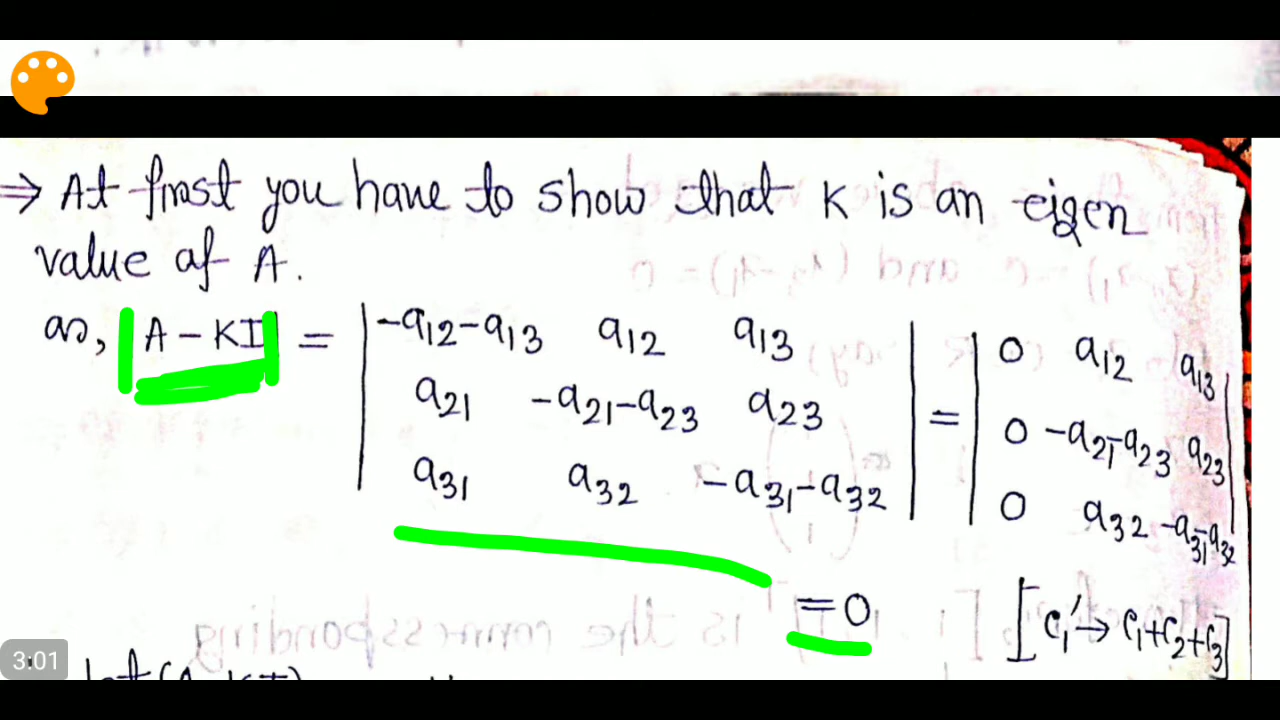 ⇒ At first you have to show that K is an eigen
value of A.
as, |A - KI| = | -a12-a13 a12 a13 | = | 0 a12 a13 |
| a21 -a21-a23 a23 | | 0 -a21-a23 a23 |
| a31 a32 -a31-a32 | | 0 a32 -a31-a32 |
= 0 [C1' → C1+C2+C3]
3:01